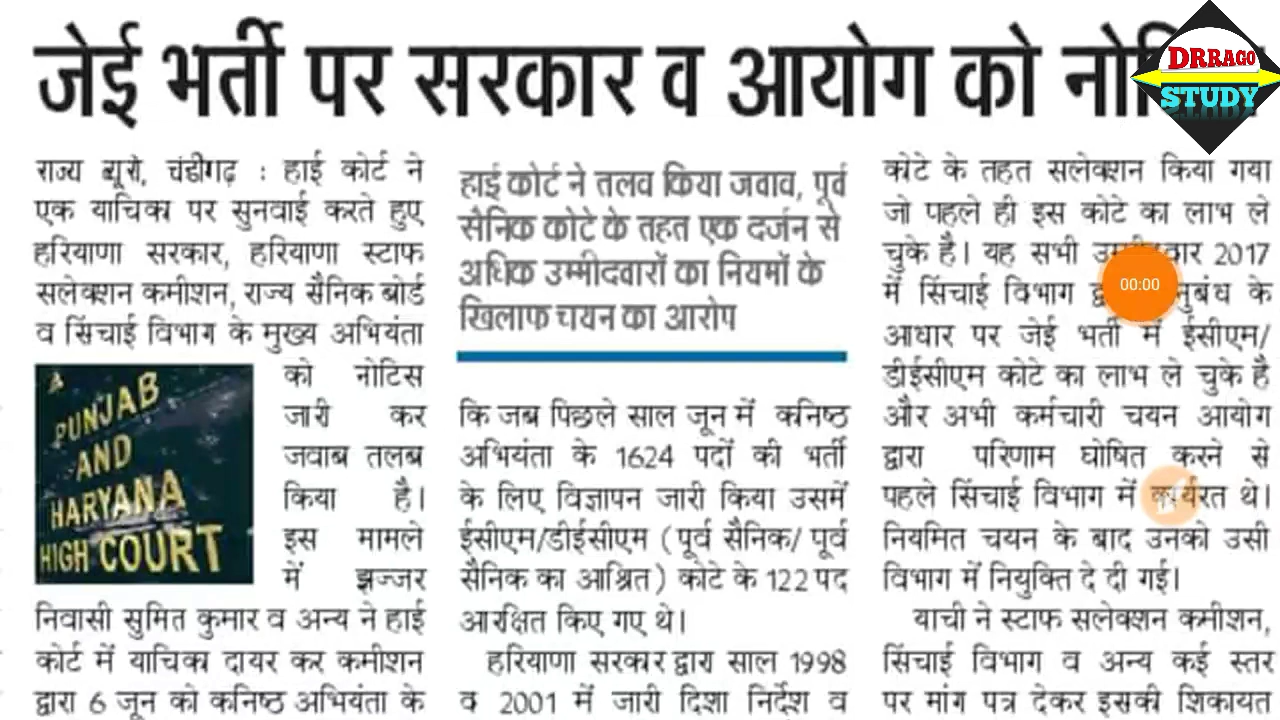 जेई भर्ती पर सरकार व आयोग को
DRRAGO
STUDY
राज्य ब्यूरो, चंडीगढ़ : हाई कोर्ट ने
एक याचिका पर सुनवाई करते हुए
हरियाणा सरकार, हरियाणा स्टाफ
सलेक्शन कमीशन, राज्य सैनिक बोर्ड
व सिंचाई विभाग के मुख्य अभियंता
को नोटिस
जारी कर
जवाब तलब
किया है।
इस मामले
में झज्जर
PUNJAB
AND
HARYANA
HIGH COURT
निवासी सुमित कुमार व अन्य ने हाई
कोर्ट में याचिका दायर कर कमीशन
द्वारा 6 जून को कनिष्ठ अभियंता के
हाई कोर्ट ने तलव किया जवाव, पूर्व
सैनिक कोटे के तहत एक दर्जन से
अधिक उम्मीदवारों का नियमों के
खिलाफ चयन का आरोप
कि जब पिछले साल जून में कनिष्ठ
अभियंता के 1624 पदों की भर्ती
के लिए विज्ञापन जारी किया उसमें
ईसीएम/डीईसीएम (पूर्व सैनिक/ पूर्व
सैनिक का आश्रित) कोटे के 122 पद
आरक्षित किए गए थे।
हरियाणा सरकार द्वारा साल 1998
व 2001 में जारी दिशा निर्देश व
कोटे के तहत सलेक्शन किया गया
जो पहले ही इस कोटे का लाभ ले
चुके है। यह सभी 2017
में सिंचाई विभाग के
आधार पर जेई भर्ती में ईसीएम/
डीईसीएम कोटे का लाभ ले चुके है
और अभी कर्मचारी चयन आयोग
द्वारा परिणाम घोषित करने से
पहले सिंचाई विभाग में कार्यरत थे।
नियमित चयन के बाद उनको उसी
विभाग में नियुक्ति दे दी गई।
याची ने स्टाफ सलेक्शन कमीशन,
सिंचाई विभाग व अन्य कई स्तर
पर मांग पत्र देकर इसकी शिकायत
00:00